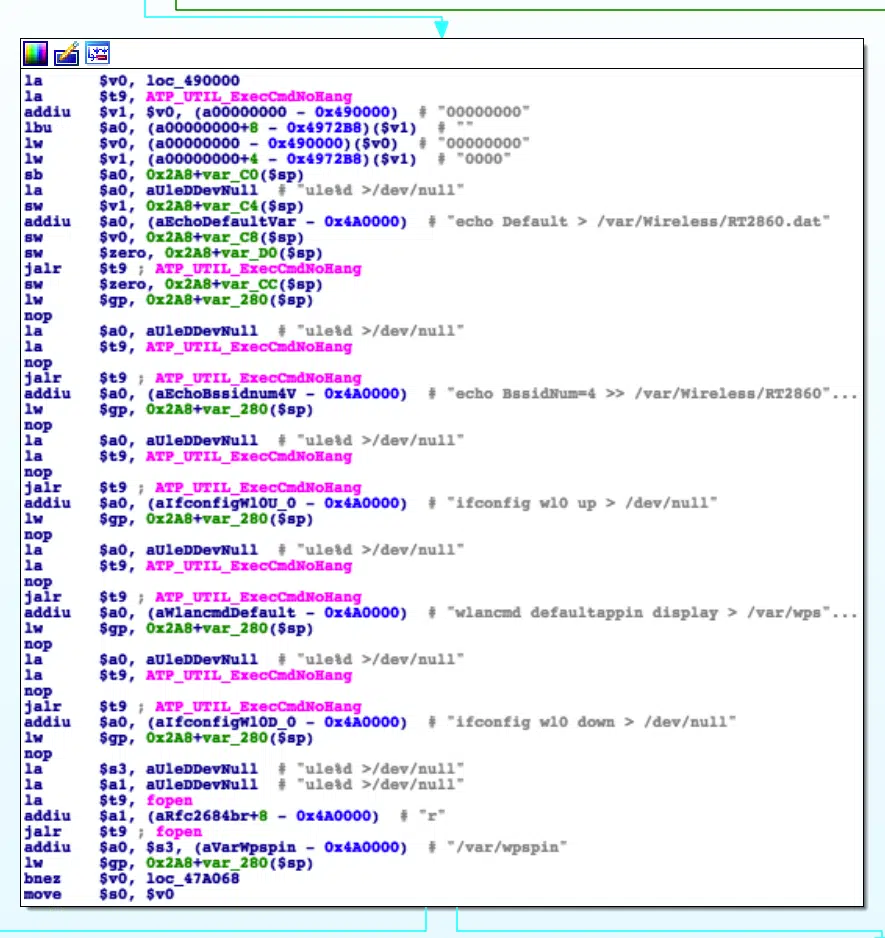 la $v0, loc_490000
la $t9, ATP_UTIL_ExecCmdNoHang
addiu $v1, $v0, (a00000000 - 0x490000) # "00000000"
lbu $a0, (a00000000+8 - 0x4972B8)($v1) # ""
lw $v0, (a00000000 - 0x490000)($v0) # "00000000"
lw $v1, (a00000000+4 - 0x4972B8)($v1) # "0000"
sb $a0, 0x2A8+var_C0($sp)
la $a0, aUleDDevNull # "ule%d >/dev/null"
sw $v1, 0x2A8+var_C4($sp)
addiu $a0, (aEchoDefaultVar - 0x4A0000) # "echo Default > /var/Wireless/RT2860.dat"
sw $v0, 0x2A8+var_C8($sp)
sw $zero, 0x2A8+var_D0($sp)
jalr $t9 ; ATP_UTIL_ExecCmdNoHang
sw $zero, 0x2A8+var_CC($sp)
lw $gp, 0x2A8+var_280($sp)
nop
la $a0, aUleDDevNull # "ule%d >/dev/null"
la $t9, ATP_UTIL_ExecCmdNoHang
nop
jalr $t9 ; ATP_UTIL_ExecCmdNoHang
addiu $a0, (aEchoBssidnum4V - 0x4A0000) # "echo BssidNum=4 >> /var/Wireless/RT2860"...
lw $gp, 0x2A8+var_280($sp)
nop
la $a0, aUleDDevNull # "ule%d >/dev/null"
la $t9, ATP_UTIL_ExecCmdNoHang
nop
jalr $t9 ; ATP_UTIL_ExecCmdNoHang
addiu $a0, (aIfconfigWl0U_0 - 0x4A0000) # "ifconfig wl0 up > /dev/null"
lw $gp, 0x2A8+var_280($sp)
nop
la $a0, aUleDDevNull # "ule%d >/dev/null"
la $t9, ATP_UTIL_ExecCmdNoHang
nop
jalr $t9 ; ATP_UTIL_ExecCmdNoHang
addiu $a0, (aWlancmdDefault - 0x4A0000) # "wlancmd defaultappin display > /var/wps"...
lw $gp, 0x2A8+var_280($sp)
nop
la $a0, aUleDDevNull # "ule%d >/dev/null"
la $t9, ATP_UTIL_ExecCmdNoHang
nop
jalr $t9 ; ATP_UTIL_ExecCmdNoHang
addiu $a0, (aIfconfigWl0D_0 - 0x4A0000) # "ifconfig wl0 down > /dev/null"
lw $gp, 0x2A8+var_280($sp)
nop
la $s3, aUleDDevNull # "ule%d >/dev/null"
la $a1, aUleDDevNull # "ule%d >/dev/null"
la $t9, fopen
addiu $a1, (aRfc2684br+8 - 0x4A0000) # "r"
jalr $t9 ; fopen
addiu $a0, $s3, (aVarWpspin - 0x4A0000) # "/var/wpspin"
lw $gp, 0x2A8+var_280($sp)
bnez $v0, loc_47A068
move $s0, $v0